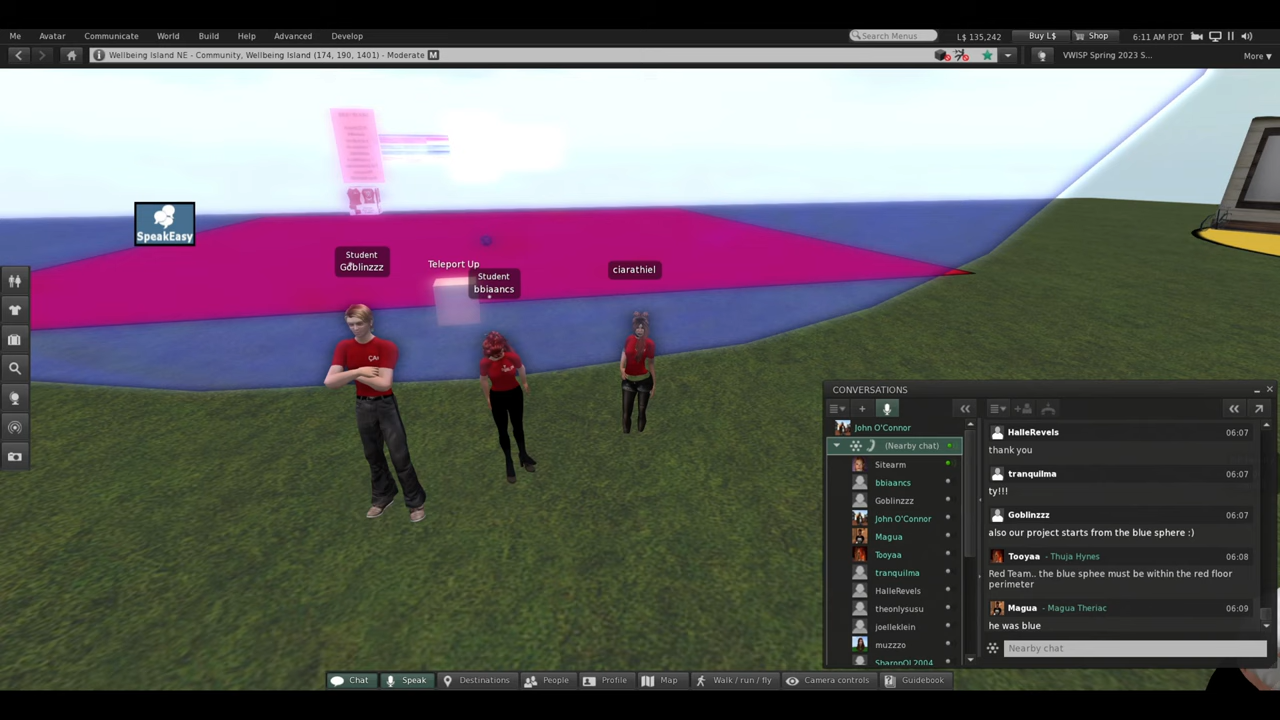 Me Avatar Communicate World Build Help Advanced Develop
Search Menus
L$ 135,242
Buy L$
Shop
6:11 AM PDT
Wellbeing Island NE - Community, Wellbeing Island (174, 190, 1401) - Moderate M
VWISP Spring 2023 S...
More
SpeakEasy
Student
Goblinzzz
Teleport Up
Student
bbiaancs
ciarathiel
CONVERSATIONS
John O'Connor
(Nearby chat)
Sitearm
bbiaancs
Goblinzzz
John O'Connor
Magua
Tooyaa
tranquilma
HalleRevels
theonlysusu
joelleklein
muzzzo
SharonOL2004
HalleRevels 06:07
thank you
tranquilma 06:07
ty!!!
Goblinzzz 06:07
also our project starts from the blue sphere :)
Tooyaa - Thuja Hynes 06:08
Red Team.. the blue sphee must be within the red floor
perimeter
Magua - Magua Theriac 06:09
he was blue
Nearby chat
Chat Speak Destinations People Profile Map Walk / run / fly Camera controls Guidebook